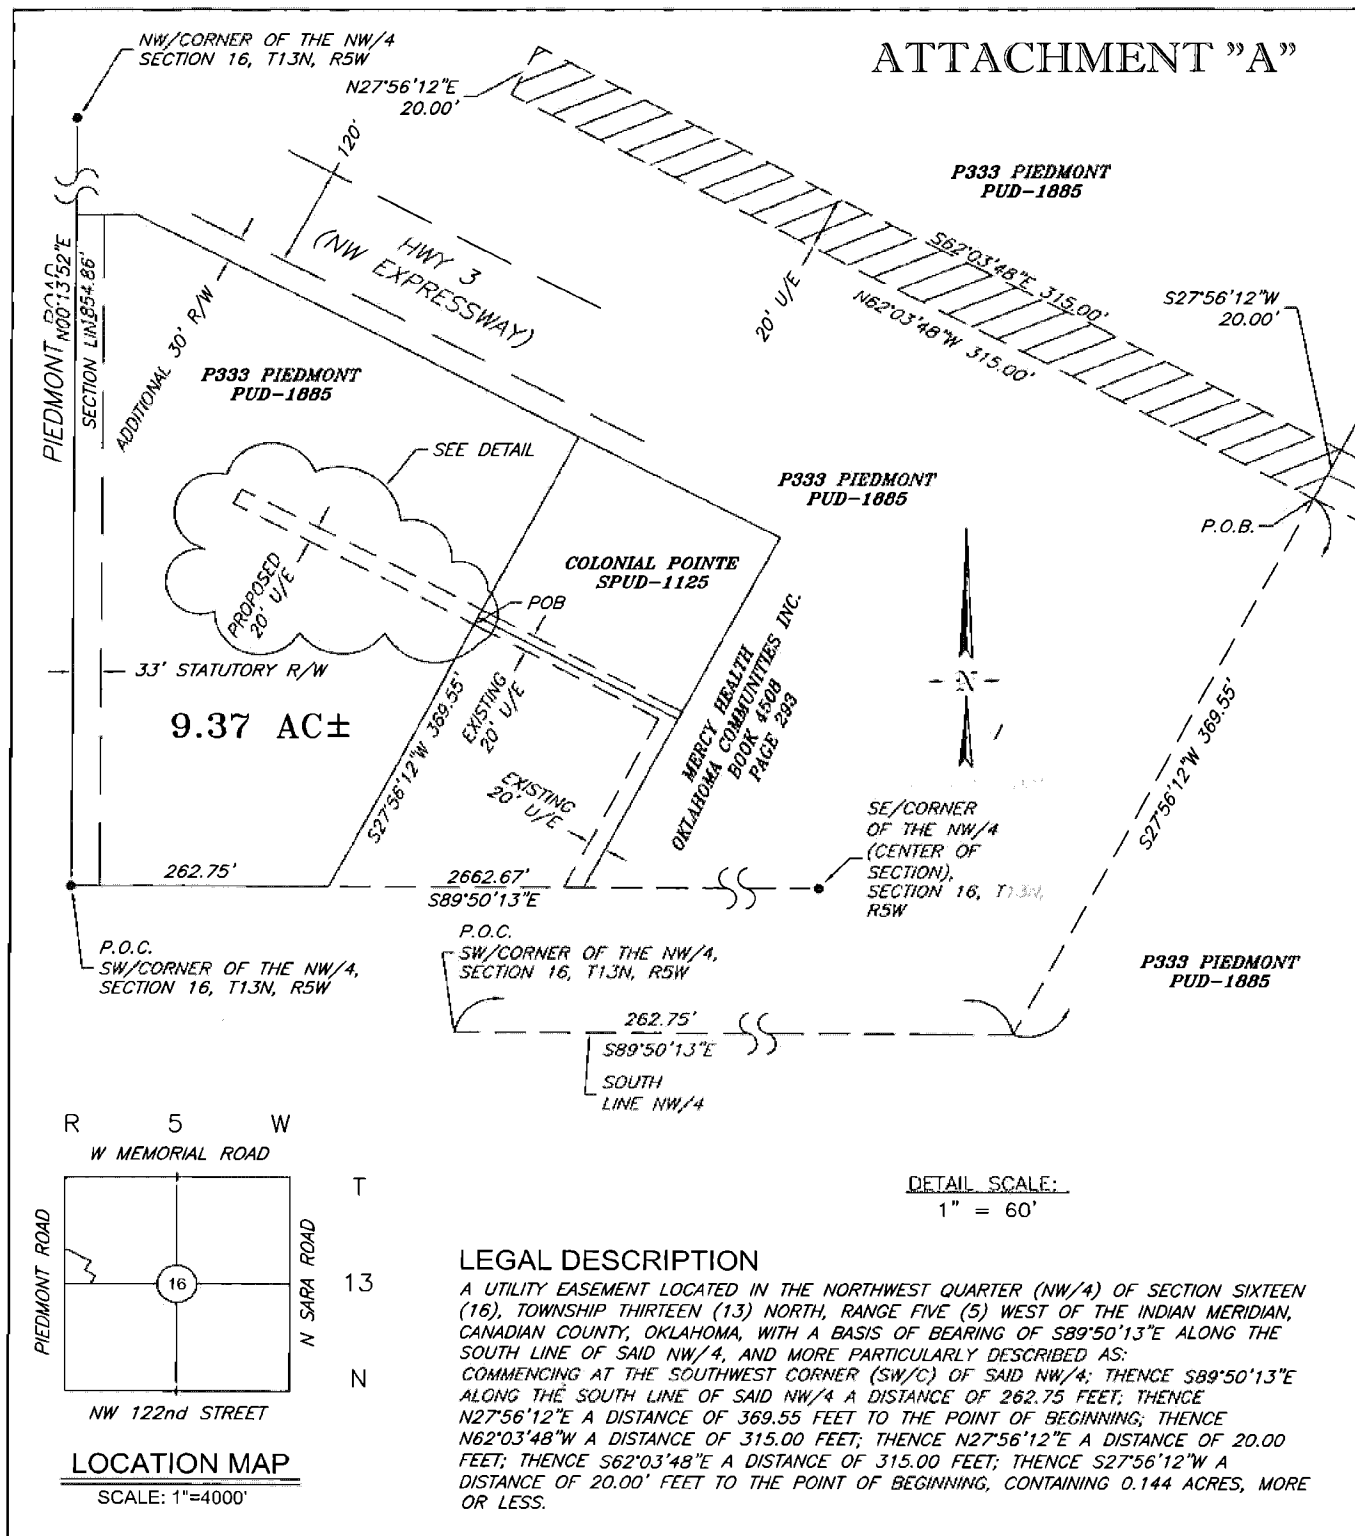 ATTACHMENT "A"
NW/CORNER OF THE NW/4
SECTION 16, T13N, R5W
N27°56'12"E
20.00'
120'
P333 PIEDMONT
PUD-1885
HWY 3
(NW EXPRESSWAY)
S62°03'48"E 315.00'
N62°03'48"W 315.00'
20' U/E
S27°56'12"W
20.00'
PIEDMONT ROAD
N00°13'52"E
SECTION LINE
854.86'
ADDITIONAL 30' R/W
P333 PIEDMONT
PUD-1885
SEE DETAIL
P333 PIEDMONT
PUD-1885
P.O.B.
COLONIAL POINTE
SPUD-1125
PROPOSED
20' U/E
POB
33' STATUTORY R/W
9.37 AC±
S27°56'12"W 369.55'
EXISTING
20' U/E
EXISTING
20' U/E
MERCY HEALTH
OKLAHOMA COMMUNITIES INC.
BOOK 4508
PAGE 293
N
S27°56'12"W 369.55'
SE/CORNER
OF THE NW/4
(CENTER OF
SECTION),
SECTION 16, T13N,
R5W
262.75'
2662.67'
S89°50'13"E
P.O.C.
SW/CORNER OF THE NW/4,
SECTION 16, T13N, R5W
P.O.C.
SW/CORNER OF THE NW/4,
SECTION 16, T13N, R5W
P333 PIEDMONT
PUD-1885
262.75'
S89°50'13"E
SOUTH
LINE NW/4
R 5 W
W MEMORIAL ROAD
T
PIEDMONT ROAD
16
N SARA ROAD
13
N
NW 122nd STREET
LOCATION MAP
SCALE: 1"=4000'
DETAIL SCALE:
1" = 60'
LEGAL DESCRIPTION
A UTILITY EASEMENT LOCATED IN THE NORTHWEST QUARTER (NW/4) OF SECTION SIXTEEN
(16), TOWNSHIP THIRTEEN (13) NORTH, RANGE FIVE (5) WEST OF THE INDIAN MERIDIAN,
CANADIAN COUNTY, OKLAHOMA, WITH A BASIS OF BEARING OF S89°50'13"E ALONG THE
SOUTH LINE OF SAID NW/4, AND MORE PARTICULARLY DESCRIBED AS:
COMMENCING AT THE SOUTHWEST CORNER (SW/C) OF SAID NW/4; THENCE S89°50'13"E
ALONG THE SOUTH LINE OF SAID NW/4 A DISTANCE OF 262.75 FEET; THENCE
N27°56'12"E A DISTANCE OF 369.55 FEET TO THE POINT OF BEGINNING; THENCE
N62°03'48"W A DISTANCE OF 315.00 FEET; THENCE N27°56'12"E A DISTANCE OF 20.00
FEET; THENCE S62°03'48"E A DISTANCE OF 315.00 FEET; THENCE S27°56'12"W A
DISTANCE OF 20.00' FEET TO THE POINT OF BEGINNING, CONTAINING 0.144 ACRES, MORE
OR LESS.